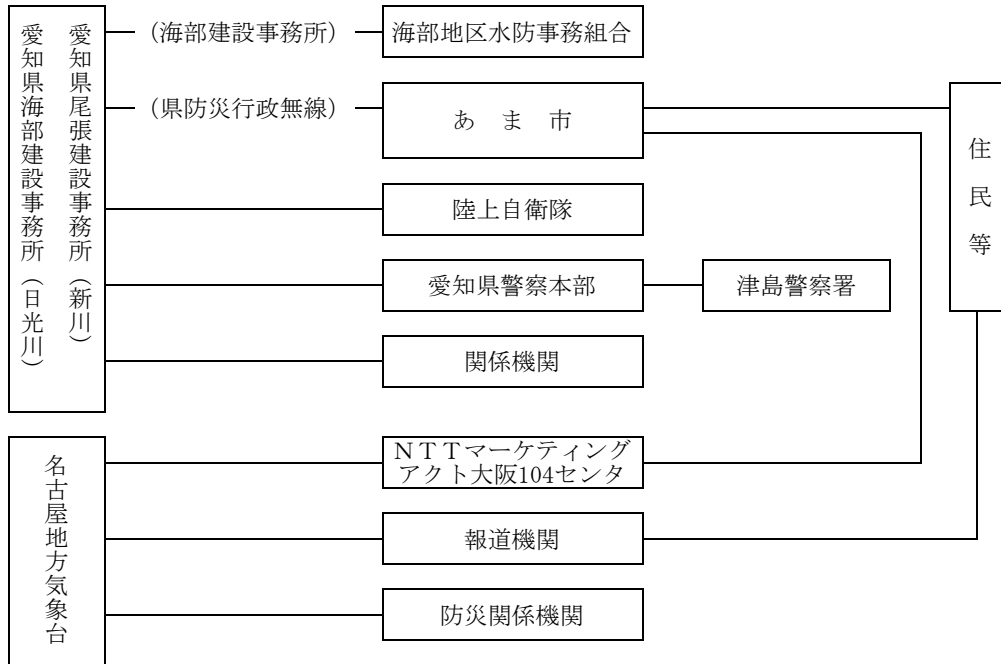 愛知県尾張建設事務所（新川）
愛知県海部建設事務所（日光川）
（海部建設事務所）
海部地区水防事務組合
（県防災行政無線）
あま市
住民等
陸上自衛隊
愛知県警察本部
津島警察署
関係機関
名古屋地方気象台
ＮＴＴマーケティング
アクト大阪104センタ
報道機関
防災関係機関